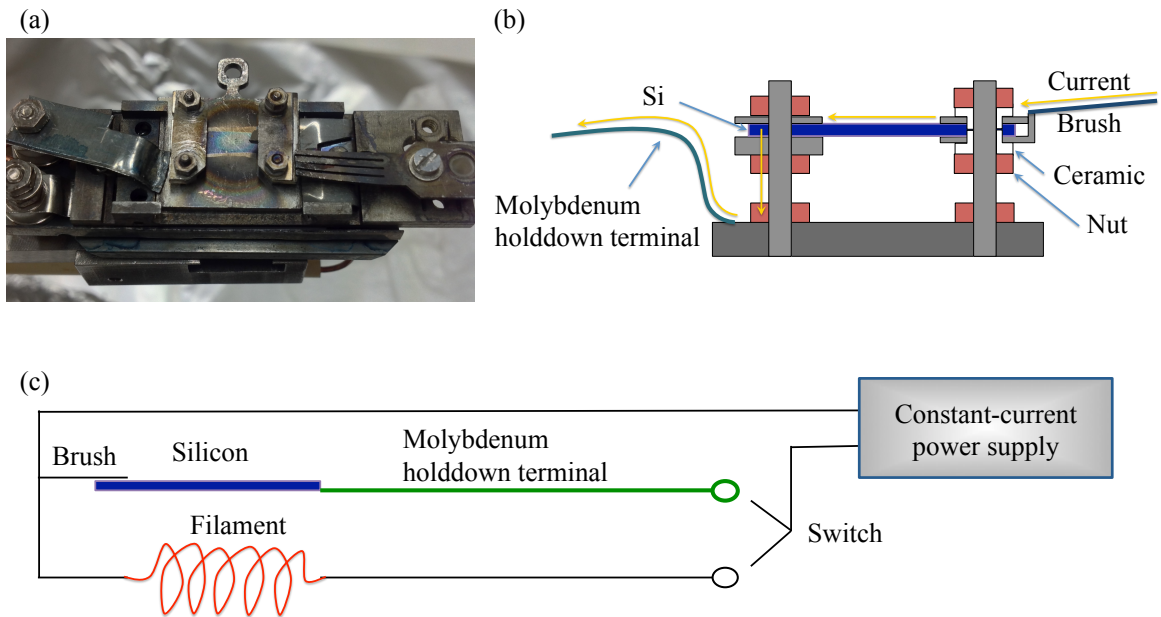 (a)
(b)
Si
Current
Brush
Molybdenum
holddown terminal
Ceramic
Nut
(c)
Constant-current
power supply
Brush
Silicon
Molybdenum
holddown terminal
Filament
Switch